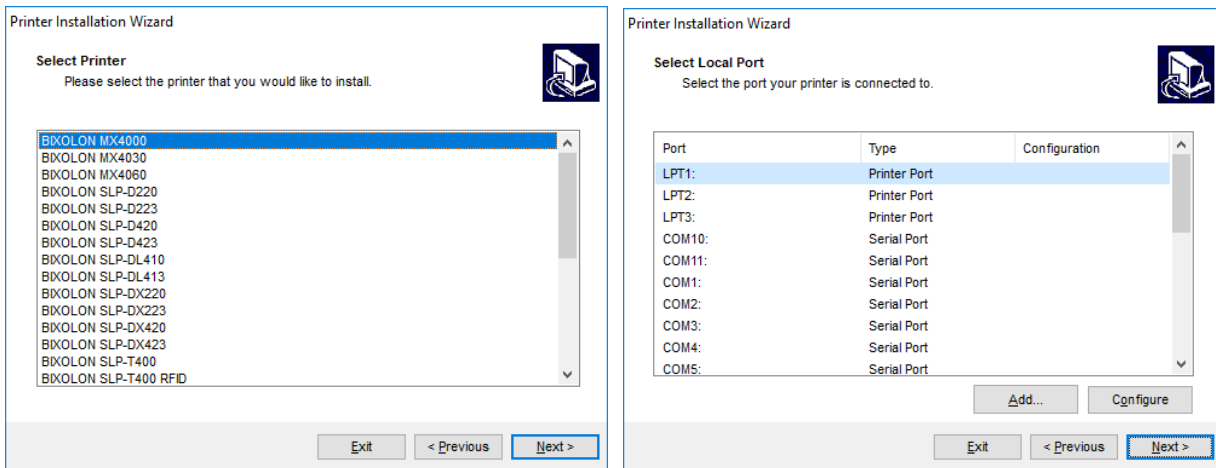 Printer Installation Wizard
Select Printer
Please select the printer that you would like to install.
BIXOLON MX4000
BIXOLON MX4030
BIXOLON MX4060
BIXOLON SLP-D220
BIXOLON SLP-D223
BIXOLON SLP-D420
BIXOLON SLP-D423
BIXOLON SLP-DL410
BIXOLON SLP-DL413
BIXOLON SLP-DX220
BIXOLON SLP-DX223
BIXOLON SLP-DX420
BIXOLON SLP-DX423
BIXOLON SLP-T400
BIXOLON SLP-T400 RFID
Exit < Previous Next >
Printer Installation Wizard
Select Local Port
Select the port your printer is connected to.
Port Type Configuration
LPT1: Printer Port
LPT2: Printer Port
LPT3: Printer Port
COM10: Serial Port
COM11: Serial Port
COM1: Serial Port
COM2: Serial Port
COM3: Serial Port
COM4: Serial Port
COM5: Serial Port
Add... Configure
Exit < Previous Next >